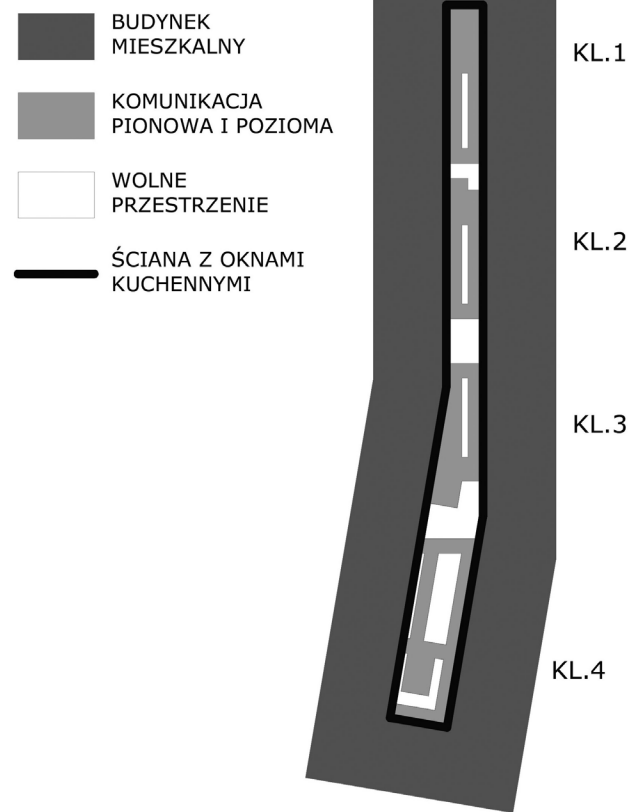 BUDYNEK
MIESZKALNY
KOMUNIKACJA
PIONOWA I POZIOMA
WOLNE
PRZESTRZENIE
ŚCIANA Z OKNAMI
KUCHENNYMI
KL.1
KL.2
KL.3
KL.4